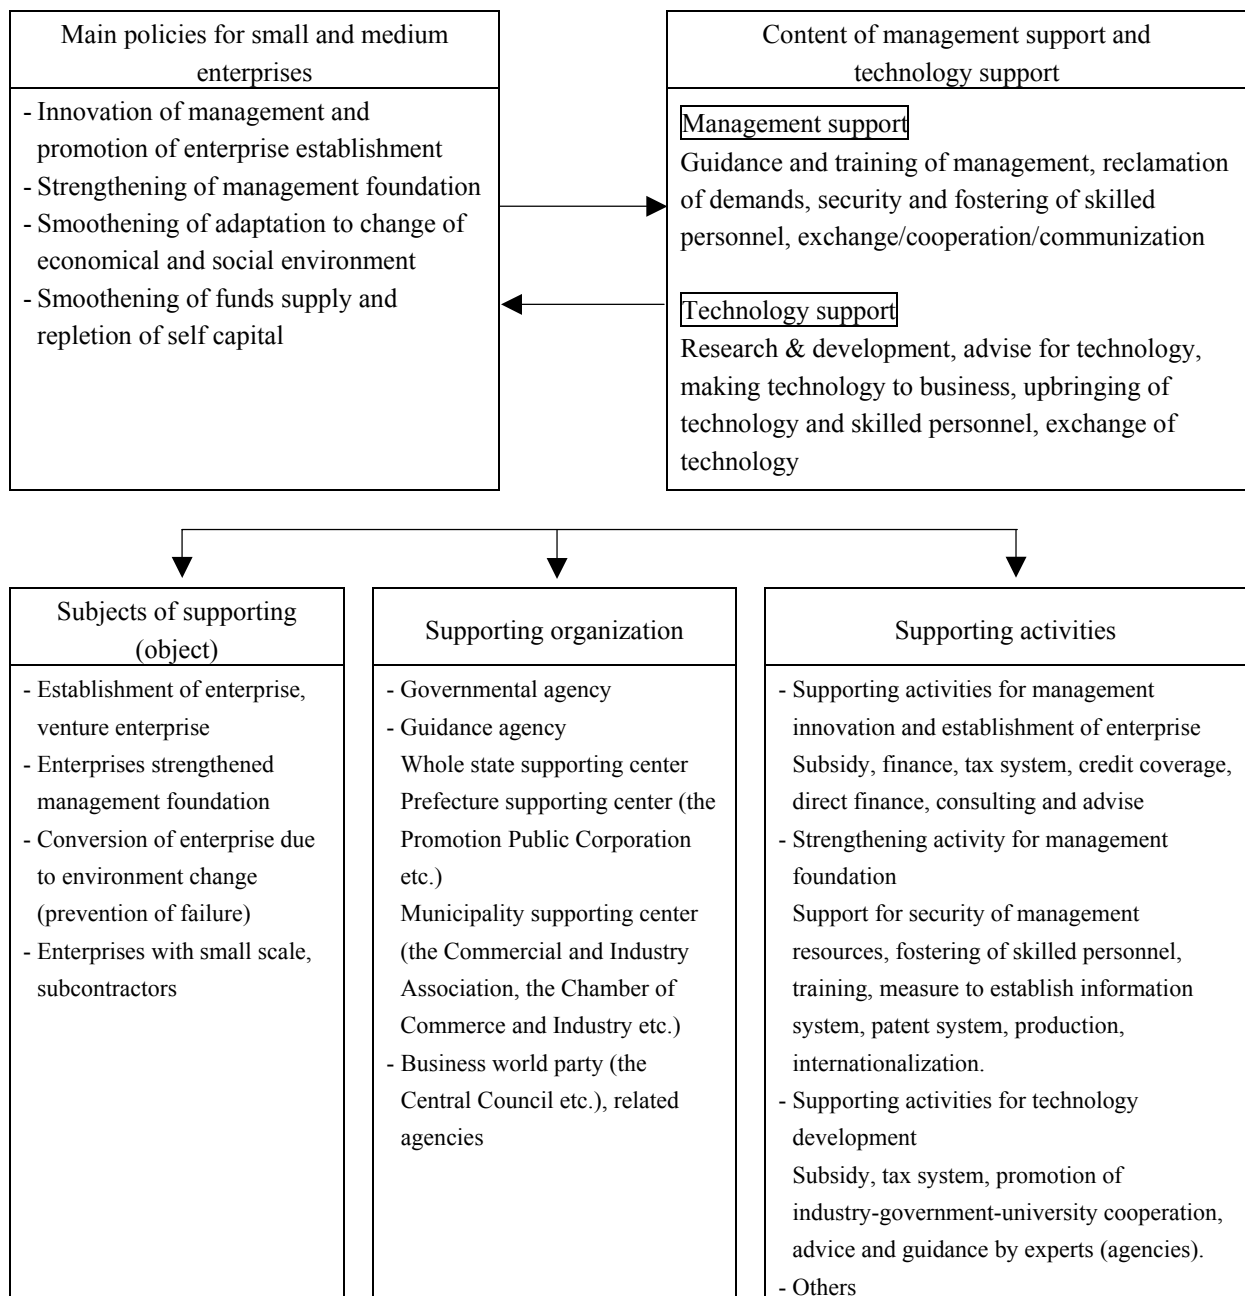 Main policies for small and medium
enterprises
- Innovation of management and
promotion of enterprise establishment
- Strengthening of management foundation
- Smoothening of adaptation to change of
economical and social environment
- Smoothening of funds supply and
repletion of self capital
Content of management support and
technology support
Management support
Guidance and training of management, reclamation
of demands, security and fostering of skilled
personnel, exchange/cooperation/communization
Technology support
Research & development, advise for technology,
making technology to business, upbringing of
technology and skilled personnel, exchange of
technology
Subjects of supporting
(object)
- Establishment of enterprise,
venture enterprise
- Enterprises strengthened
management foundation
- Conversion of enterprise due
to environment change
(prevention of failure)
- Enterprises with small scale,
subcontractors
Supporting organization
- Governmental agency
- Guidance agency
Whole state supporting center
Prefecture supporting center (the
Promotion Public Corporation
etc.)
Municipality supporting center
(the Commercial and Industry
Association, the Chamber of
Commerce and Industry etc.)
- Business world party (the
Central Council etc.), related
agencies
Supporting activities
- Supporting activities for management
innovation and establishment of enterprise
Subsidy, finance, tax system, credit coverage,
direct finance, consulting and advise
- Strengthening activity for management
foundation
Support for security of management
resources, fostering of skilled personnel,
training, measure to establish information
system, patent system, production,
internationalization.
- Supporting activities for technology
development
Subsidy, tax system, promotion of
industry-government-university cooperation,
advice and guidance by experts (agencies).
- Others